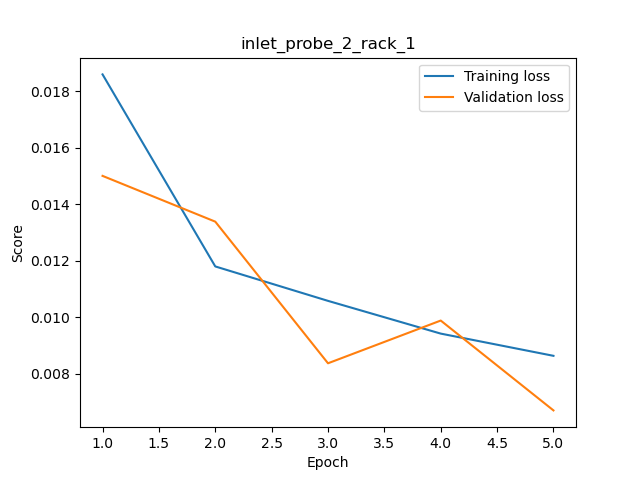 inlet_probe_2_rack_1
Training loss
Validation loss
Score
0.018
0.016
0.014
0.012
0.010
0.008
1.0 1.5 2.0 2.5 3.0 3.5 4.0 4.5 5.0
Epoch